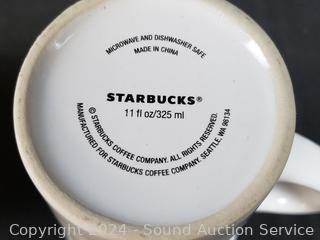 MICROWAVE AND DISHWASHER SAFE
MADE IN CHINA
STARBUCKS®
11 fl oz/325 ml
© STARBUCKS COFFEE COMPANY. ALL RIGHTS RESERVED.
MANUFACTURED FOR STARBUCKS COFFEE COMPANY. SEATTLE, WA 98134
Copyright 2024 - Sound Auction Service